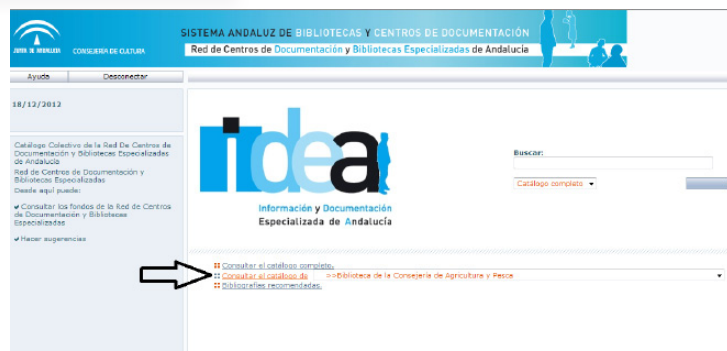 SISTEMA ANDALUZ DE BIBLIOTECAS Y CENTROS DE DOCUMENTACIÓN
JUNTA DE ANDALUCIA CONSEJERÍA DE CULTURA
Red de Centros de Documentación y Bibliotecas Especializadas de Andalucía
Ayuda Desconectar
18/12/2012
Catálogo Colectivo de la Red De Centros de
Documentación y Bibliotecas Especializadas
de Andalucía
Red de Centros de Documentación y
Bibliotecas Especializadas
Desde aquí puede:
Consultar los fondos de la Red de Centros
de Documentación y Bibliotecas
Especializadas
Hacer sugerencias
idea
Información y Documentación
Especializada de Andalucía
Buscar:
Catálogo completo
Consultar el catálogo completo.
Consultar el catálogo de >>Biblioteca de la Consejería de Agricultura y Pesca
Bibliografías recomendadas.